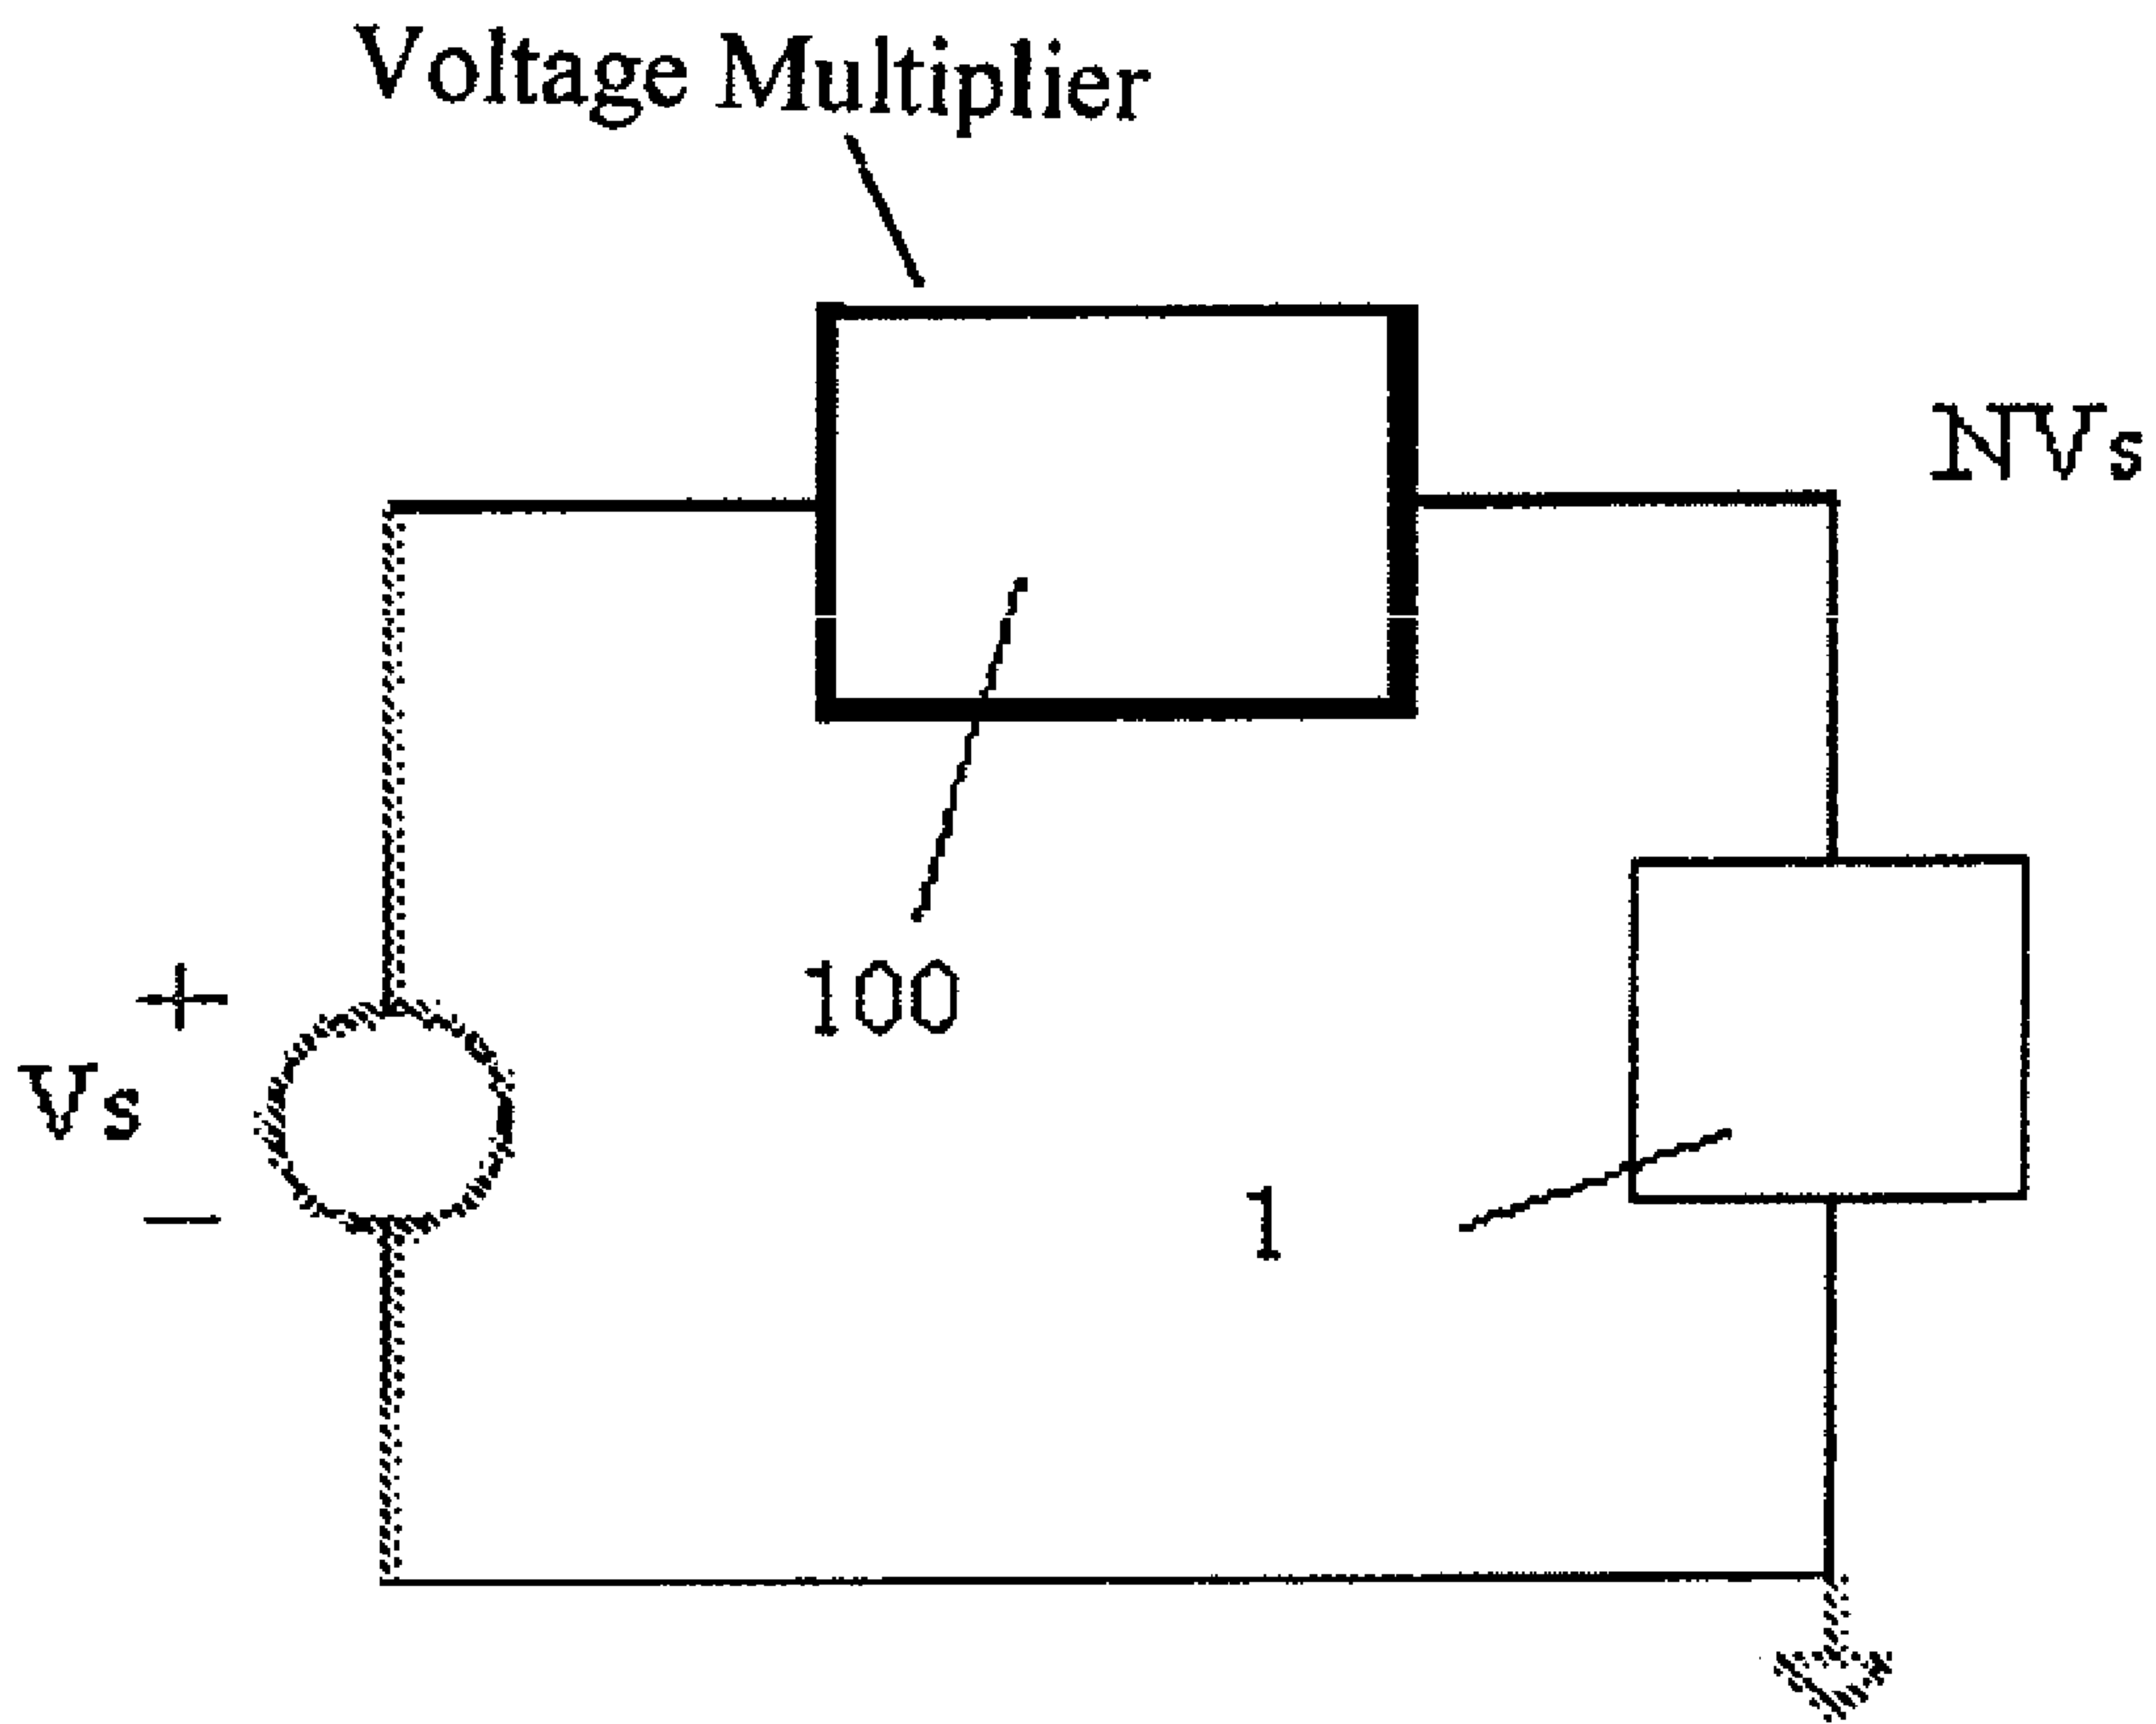 Voltage Multiplier
NVs
100
+
Vs
−
1